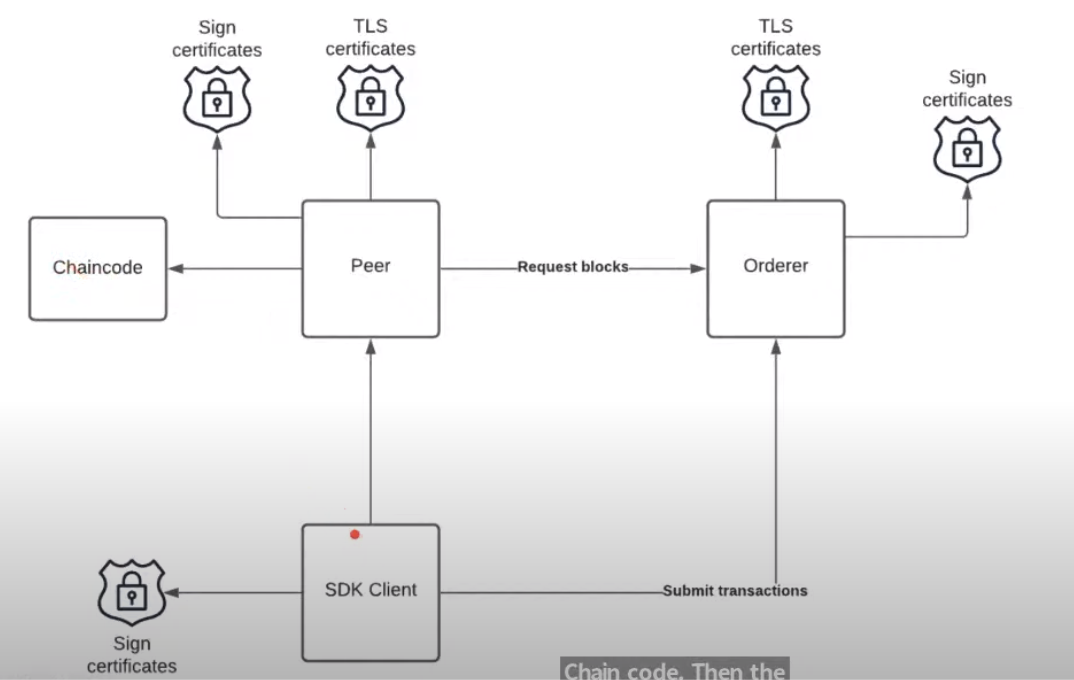 Sign
certificates
TLS
certificates
TLS
certificates
Sign
certificates
Chaincode
Peer
Request blocks
Orderer
SDK Client
Submit transactions
Sign
certificates
Chain code. Then the